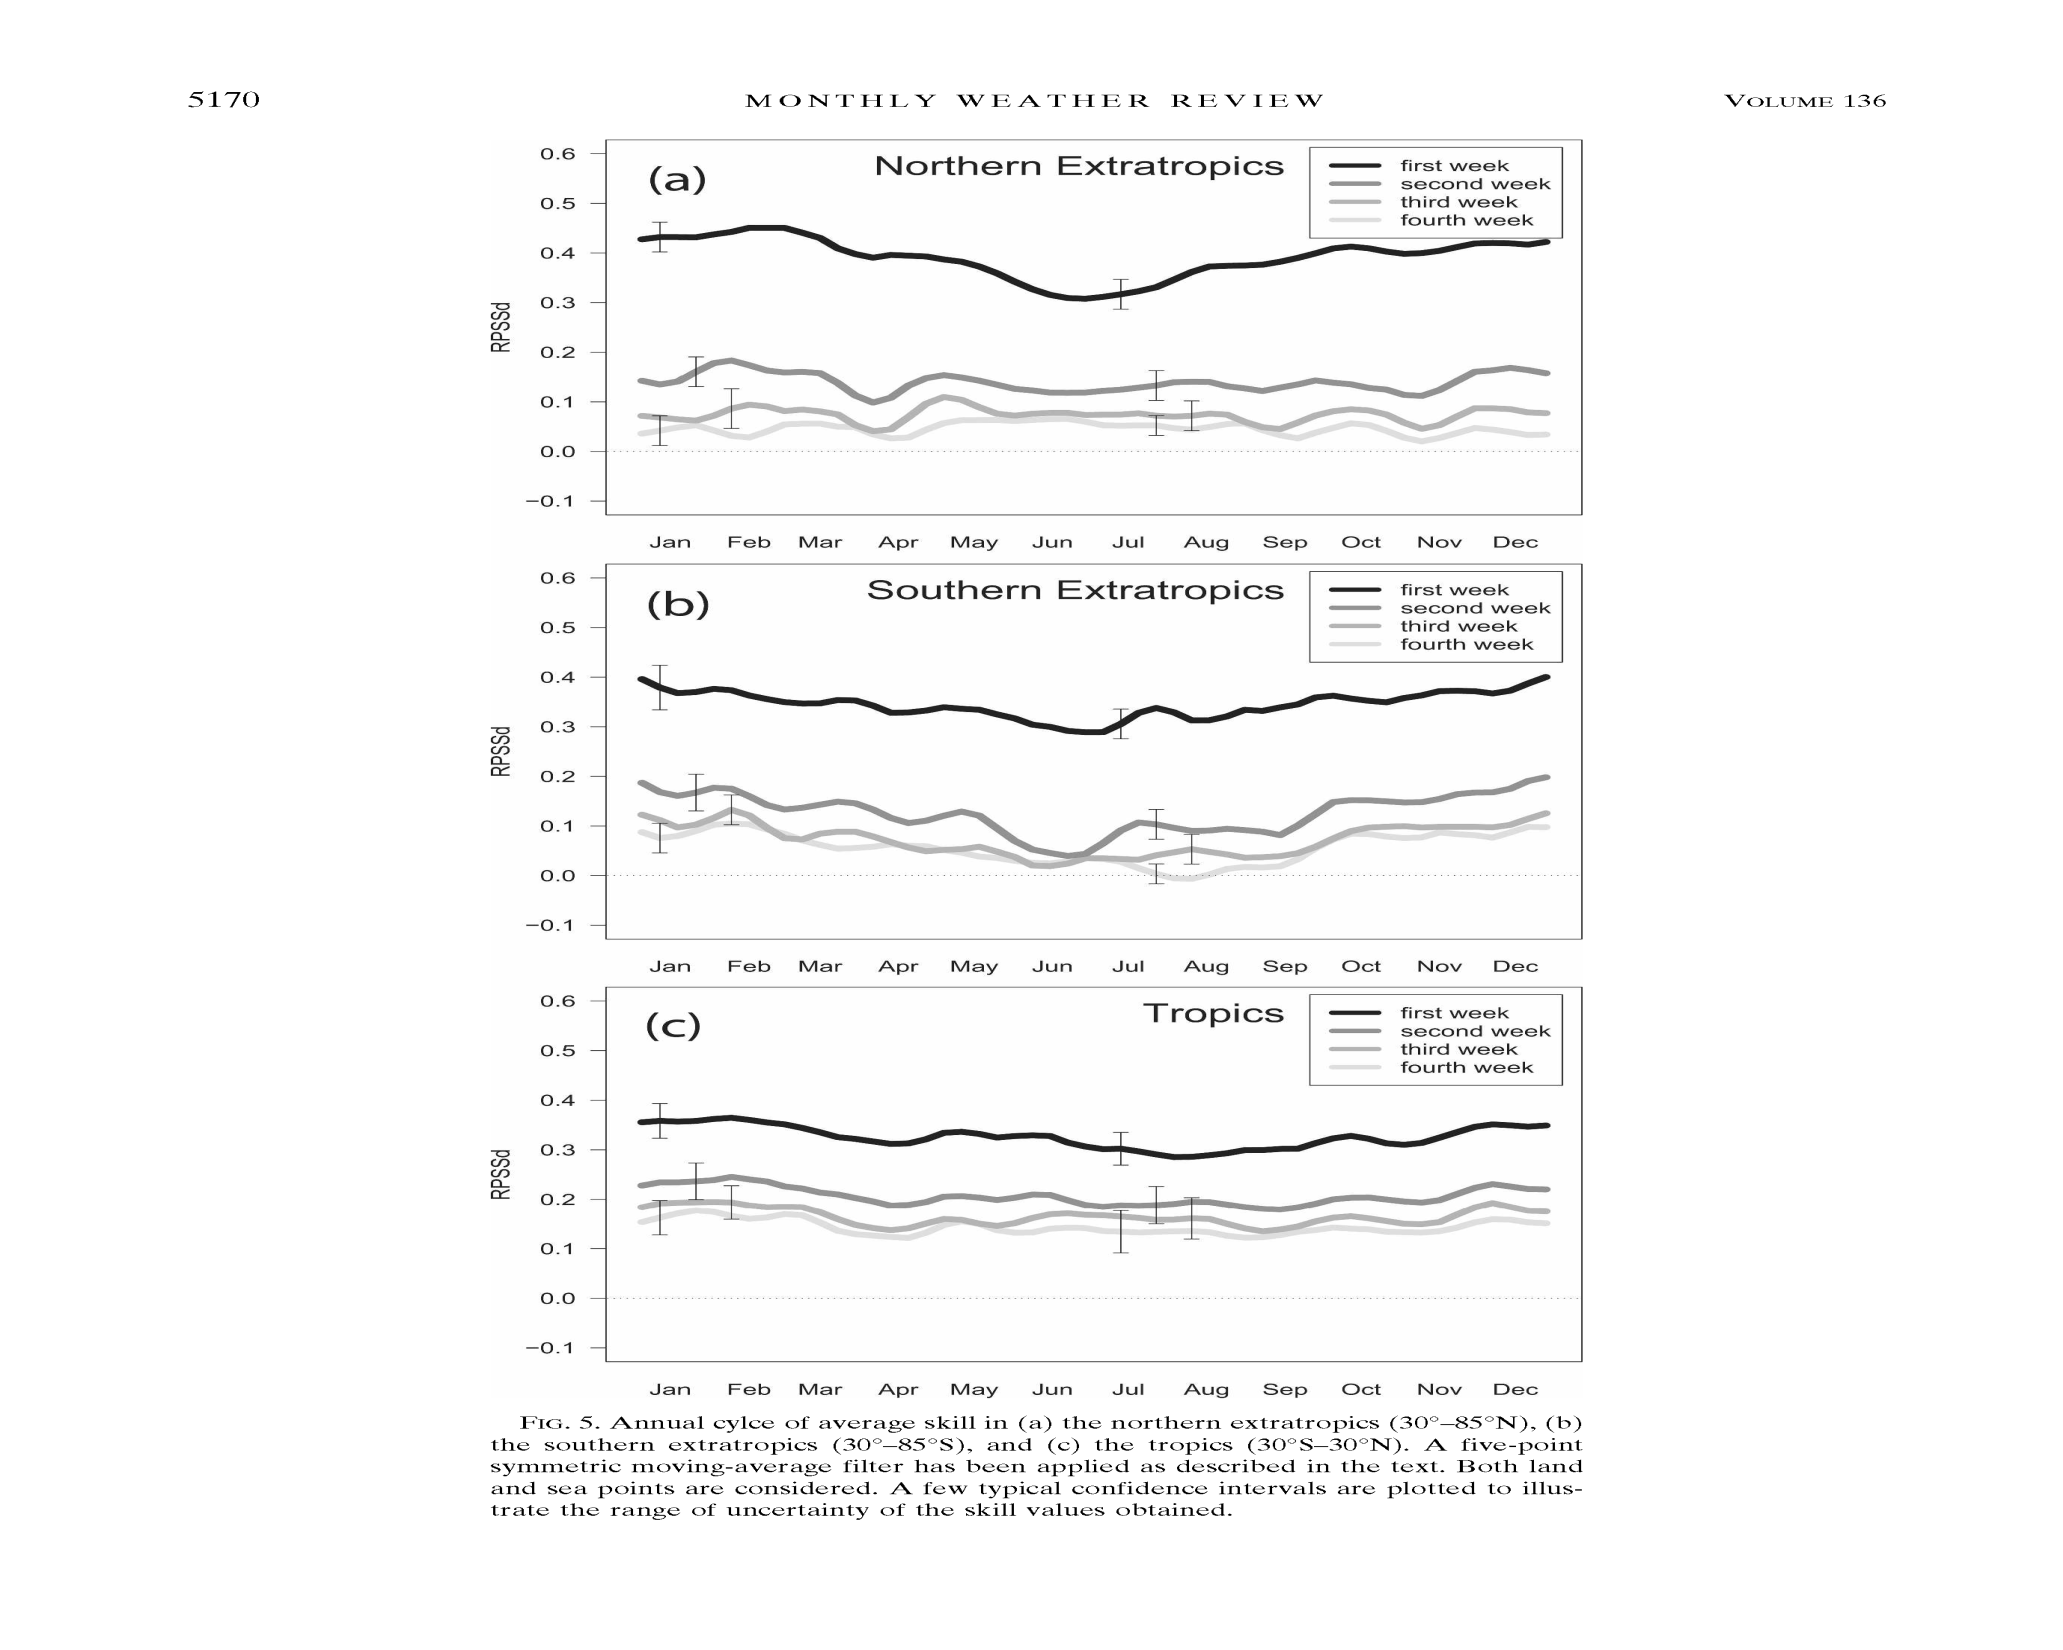 5170 MONTHLY WEATHER REVIEW VOLUME 136
(a) Northern Extratropics
first week
second week
third week
fourth week
RPSSd
0.6
0.5
0.4
0.3
0.2
0.1
0.0
−0.1
Jan Feb Mar Apr May Jun Jul Aug Sep Oct Nov Dec
(b) Southern Extratropics
first week
second week
third week
fourth week
RPSSd
0.6
0.5
0.4
0.3
0.2
0.1
0.0
−0.1
Jan Feb Mar Apr May Jun Jul Aug Sep Oct Nov Dec
(c) Tropics
first week
second week
third week
fourth week
RPSSd
0.6
0.5
0.4
0.3
0.2
0.1
0.0
−0.1
Jan Feb Mar Apr May Jun Jul Aug Sep Oct Nov Dec
FIG. 5. Annual cylce of average skill in (a) the northern extratropics (30°–85°N), (b)
the southern extratropics (30°–85°S), and (c) the tropics (30°S–30°N). A five-point
symmetric moving-average filter has been applied as described in the text. Both land
and sea points are considered. A few typical confidence intervals are plotted to illus-
trate the range of uncertainty of the skill values obtained.